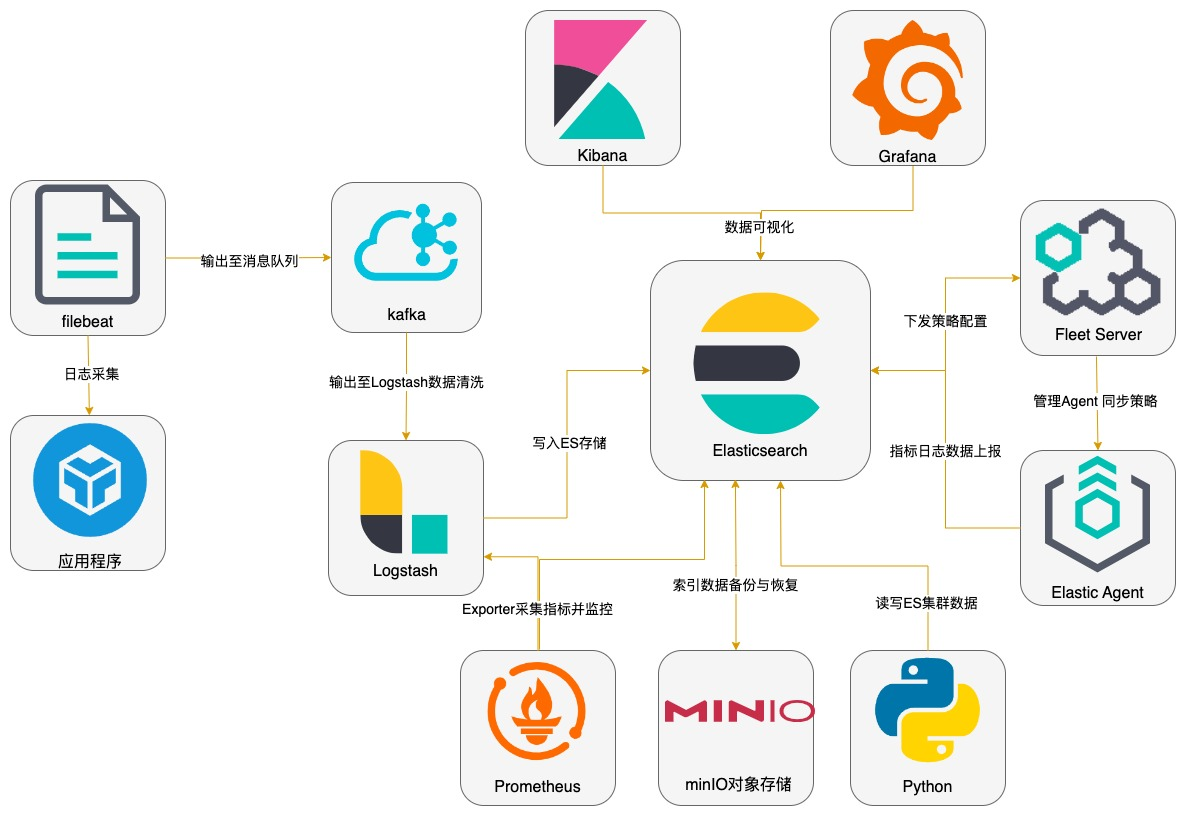 Kibana
Grafana
数据可视化
filebeat
输出至消息队列
kafka
Fleet Server
下发策略配置
日志采集
输出至Logstash数据清洗
管理Agent 同步策略
Elasticsearch
写入ES存储
指标日志数据上报
应用程序
Logstash
Elastic Agent
Exporter采集指标并监控
索引数据备份与恢复
读写ES集群数据
MINIO
Prometheus
minIO对象存储
Python